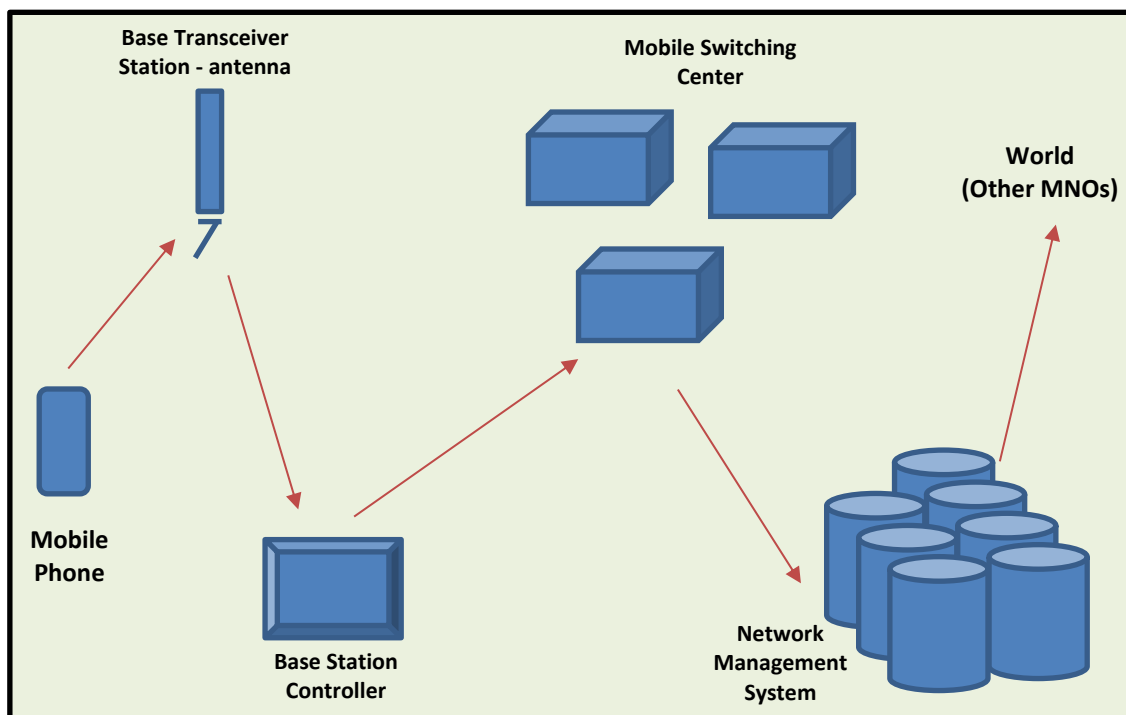 Base Transceiver
Station - antenna
Mobile Switching
Center
World
(Other MNOs)
Mobile
Phone
Base Station
Controller
Network
Management
System